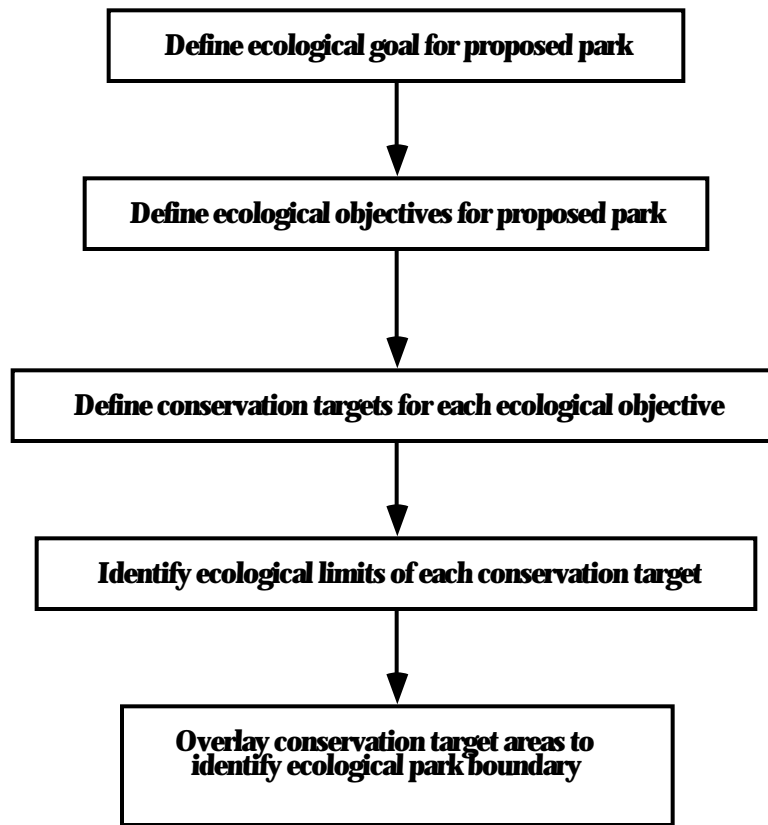 Define ecological goal for proposed park
Define ecological objectives for proposed park
Define conservation targets for each ecological objective
Identify ecological limits of each conservation target
Overlay conservation target areas to
identify ecological park boundary